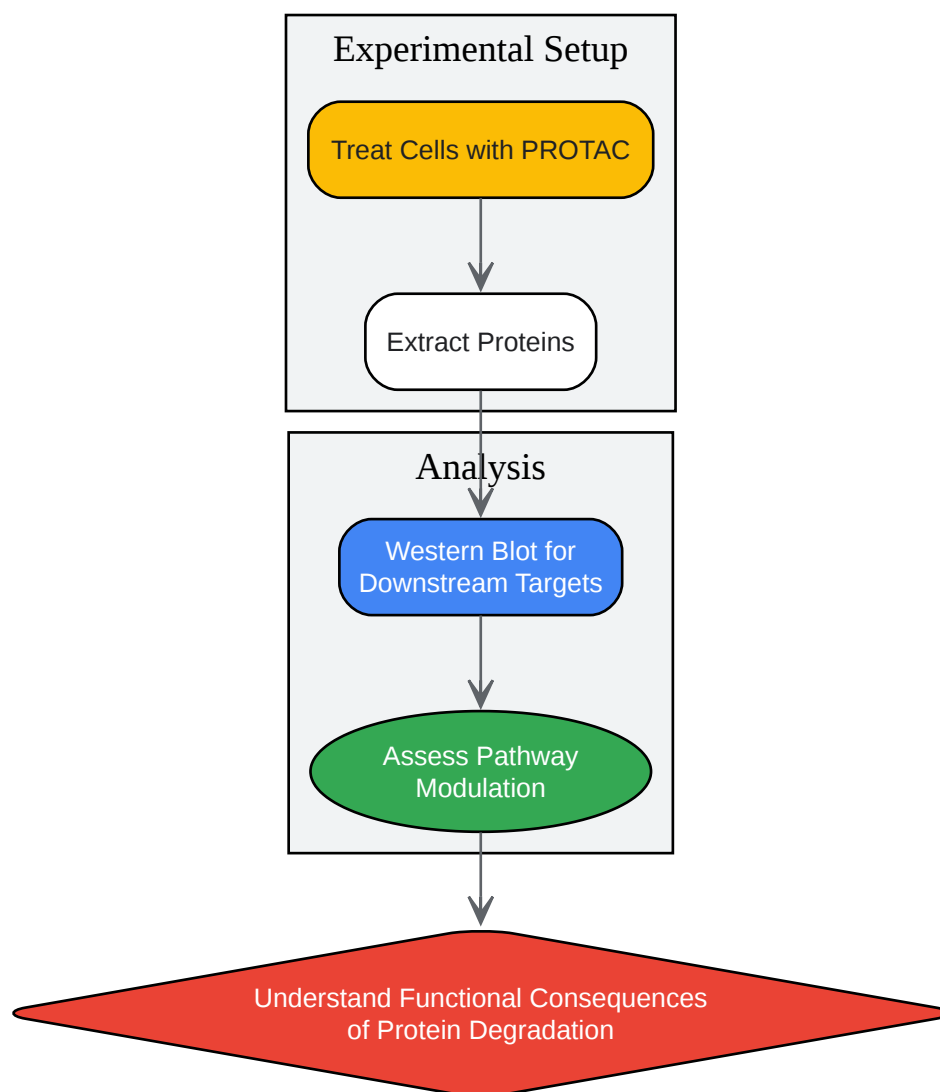 Experimental Setup
Treat Cells with PROTAC
Extract Proteins
Analysis
Western Blot for
Downstream Targets
Assess Pathway
Modulation
Understand Functional Consequences
of Protein Degradation